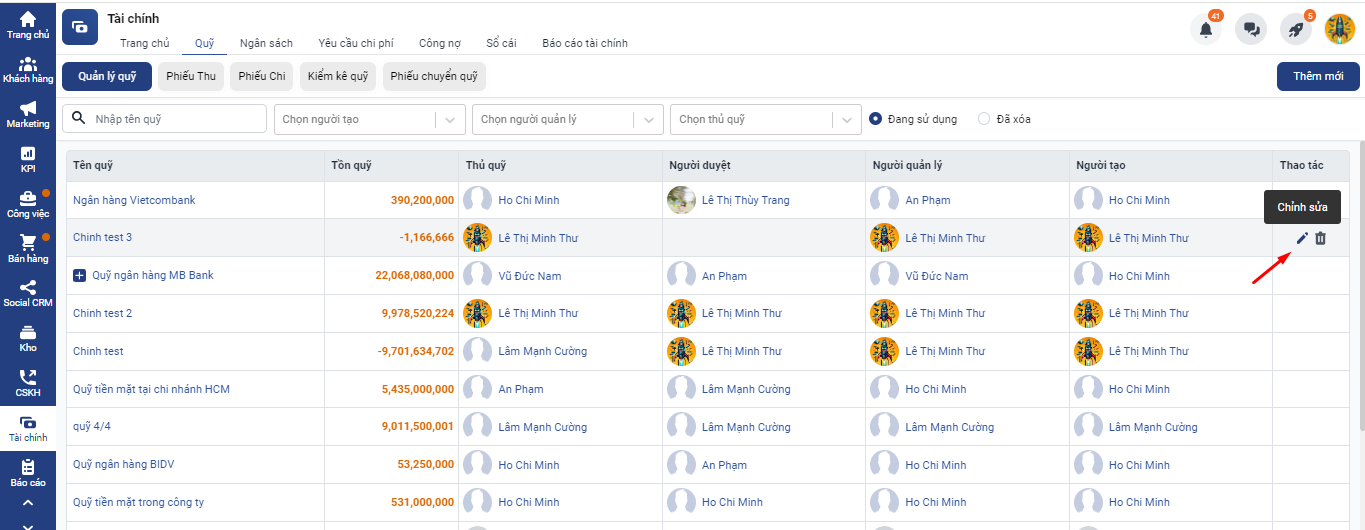 Tài chính
41
5
Trang chủ Quỹ Ngân sách Yêu cầu chi phí Công nợ Sổ cái Báo cáo tài chính
Trang chủ
Khách hàng
Marketing
KPI
Công việc
Bán hàng
Social CRM
Kho
CSKH
Tài chính
Báo cáo
Quản lý quỹ Phiếu Thu Phiếu Chi Kiểm kê quỹ Phiếu chuyển quỹ Thêm mới
Nhập tên quỹ Chọn người tạo Chọn người quản lý Chọn thủ quỹ Đang sử dụng Đã xóa
Tên quỹ Tồn quỹ Thủ quỹ Người duyệt Người quản lý Người tạo Thao tác
Ngân hàng Vietcombank 390,200,000 Ho Chi Minh Lê Thị Thùy Trang An Phạm Ho Chi Minh
Chỉnh sửa
Chinh test 3 -1,166,666 Lê Thị Minh Thư Lê Thị Minh Thư Lê Thị Minh Thư
Quỹ ngân hàng MB Bank 22,068,080,000 Vũ Đức Nam An Phạm Vũ Đức Nam Ho Chi Minh
Chinh test 2 9,978,520,224 Lê Thị Minh Thư Lê Thị Minh Thư Lê Thị Minh Thư Lê Thị Minh Thư
Chinh test -9,701,634,702 Lâm Mạnh Cường Lê Thị Minh Thư Lê Thị Minh Thư Lê Thị Minh Thư
Quỹ tiền mặt tại chi nhánh HCM 5,435,000,000 An Phạm Lâm Mạnh Cường Ho Chi Minh Ho Chi Minh
quỹ 4/4 9,011,500,001 Lâm Mạnh Cường Lâm Mạnh Cường Lâm Mạnh Cường Lâm Mạnh Cường
Quỹ ngân hàng BIDV 53,250,000 Ho Chi Minh An Phạm Ho Chi Minh Ho Chi Minh
Quỹ tiền mặt trong công ty 531,000,000 Ho Chi Minh Ho Chi Minh Ho Chi Minh Ho Chi Minh